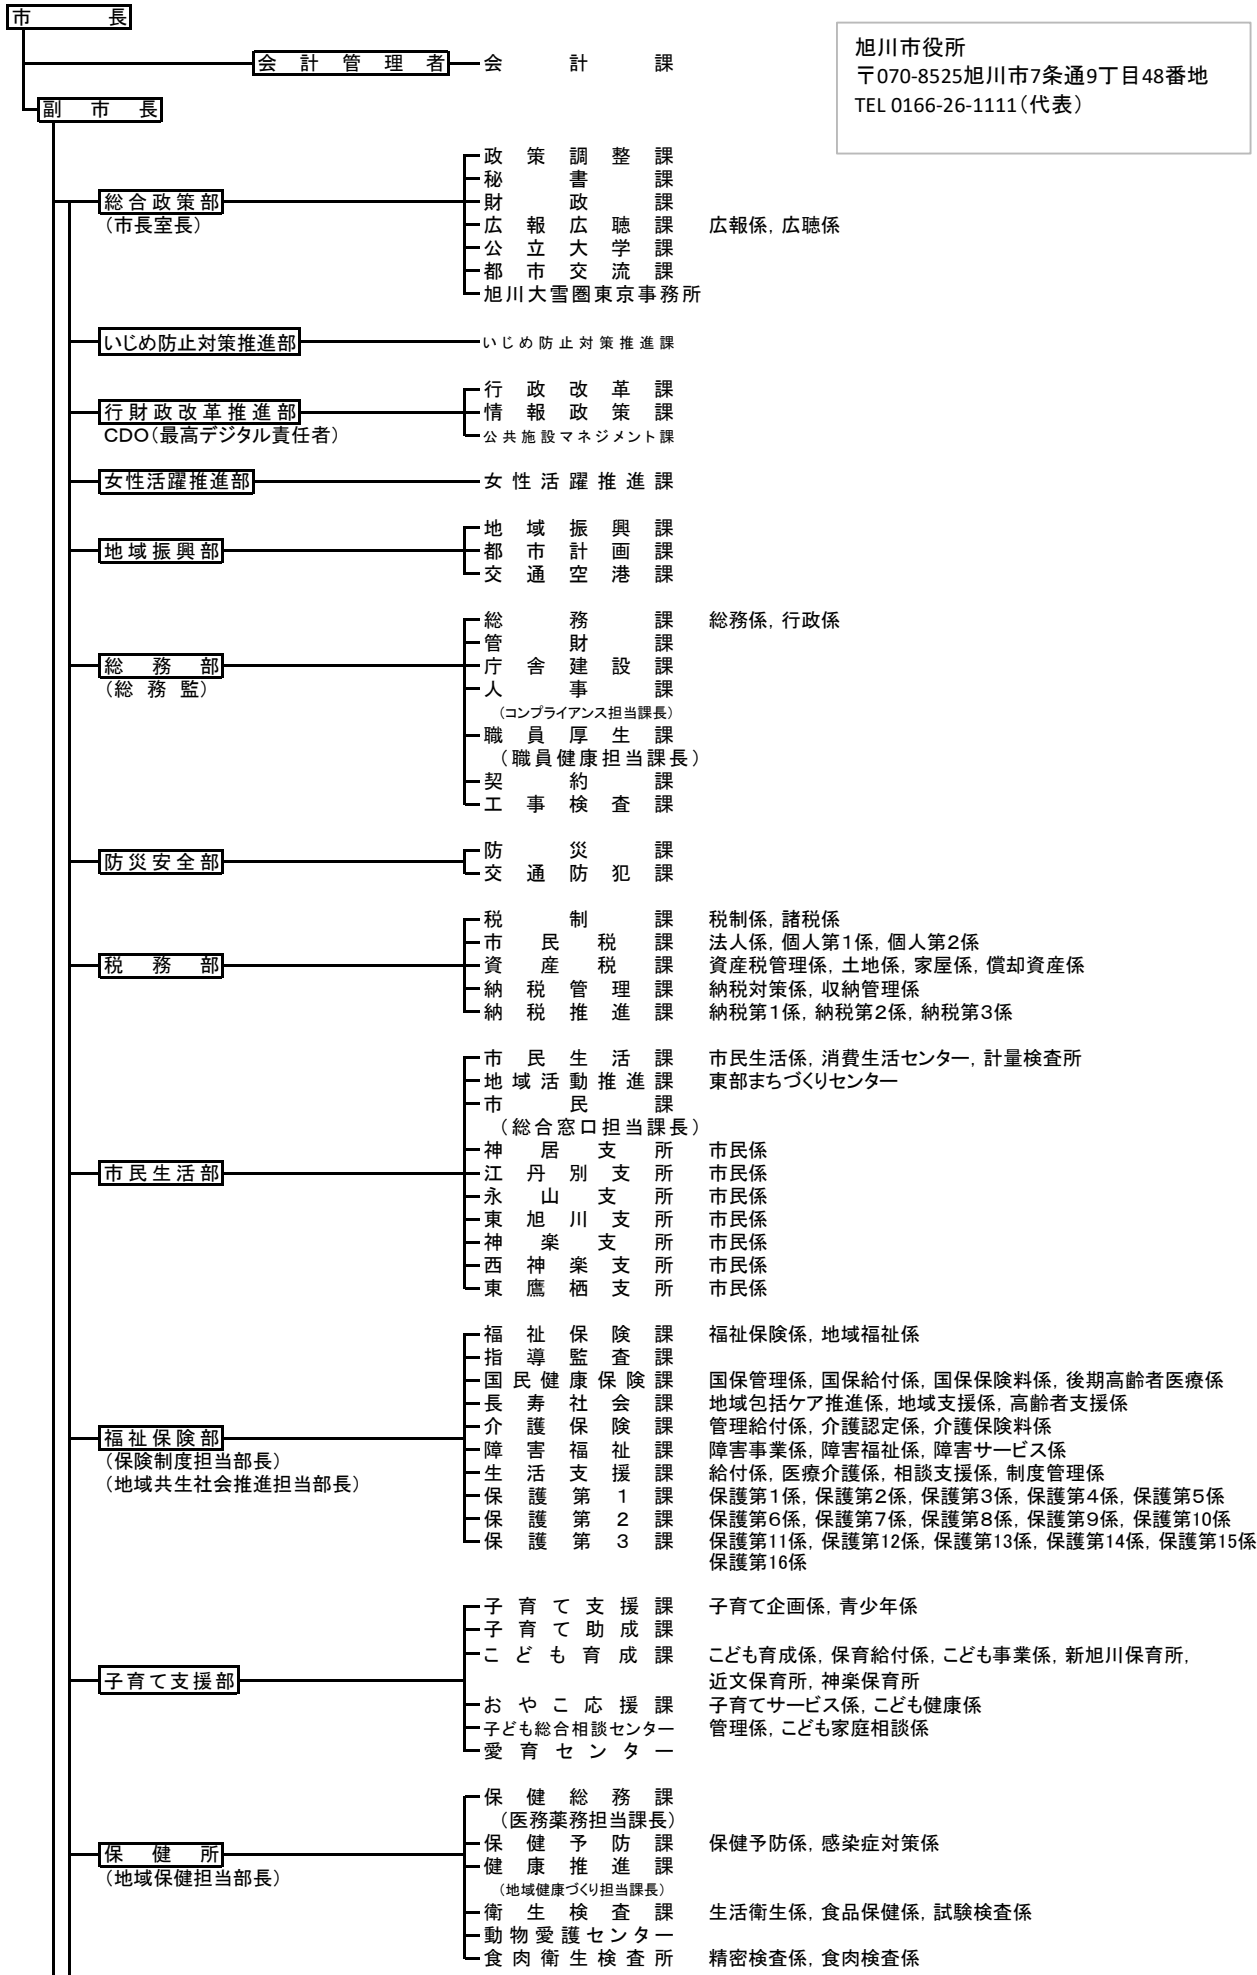 市長
会計管理者 会計課
旭川市役所
〒070-8525旭川市7条通9丁目48番地
TEL 0166-26-1111(代表)
副市長
政策調整課
秘書課
総合政策部 財政課
(市長室長) 広報広聴課 広報係, 広聴係
公立大学課
都市交流課
旭川大雪圏東京事務所
いじめ防止対策推進部 いじめ防止対策推進課
行政改革課
行財政改革推進部 情報政策課
CDO(最高デジタル責任者) 公共施設マネジメント課
女性活躍推進部 女性活躍推進課
地域振興課
地域振興部 都市計画課
交通空港課
総務課 総務係, 行政係
管財課
総務部 庁舎建設課
(総務監) 人事課
(コンプライアンス担当課長)
職員厚生課
(職員健康担当課長)
契約課
工事検査課
防災安全部 防災課
交通防犯課
税制課 税制係, 諸税係
市民税課 法人係, 個人第1係, 個人第2係
税務部 資産税課 資産税管理係, 土地係, 家屋係, 償却資産係
納税管理課 納税対策係, 収納管理係
納税推進課 納税第1係, 納税第2係, 納税第3係
市民生活課 市民生活係, 消費生活センター, 計量検査所
地域活動推進課 東部まちづくりセンター
市民課
(総合窓口担当課長)
神居支所 市民係
市民生活部 江丹別支所 市民係
永山支所 市民係
東旭川支所 市民係
神楽支所 市民係
西神楽支所 市民係
東鷹栖支所 市民係
福祉保険課 福祉保険係, 地域福祉係
指導監査課
国民健康保険課 国保管理係, 国保給付係, 国保保険料係, 後期高齢者医療係
長寿社会課 地域包括ケア推進係, 地域支援係, 高齢者支援係
福祉保険部 介護保険課 管理給付係, 介護認定係, 介護保険料係
(保険制度担当部長) 障害福祉課 障害事業係, 障害福祉係, 障害サービス係
(地域共生社会推進担当部長) 生活支援課 給付係, 医療介護係, 相談支援係, 制度管理係
保護第1課 保護第1係, 保護第2係, 保護第3係, 保護第4係, 保護第5係
保護第2課 保護第6係, 保護第7係, 保護第8係, 保護第9係, 保護第10係
保護第3課 保護第11係, 保護第12係, 保護第13係, 保護第14係, 保護第15係
保護第16係
子育て支援課 子育て企画係, 青少年係
子育て助成課
こども育成課 こども育成係, 保育給付係, こども事業係, 新旭川保育所,
子育て支援部 近文保育所, 神楽保育所
おやこ応援課 子育てサービス係, こども健康係
子ども総合相談センター 管理係, こども家庭相談係
愛育センター
保健総務課
(医務薬務担当課長)
保健所 保健予防課 保健予防係, 感染症対策係
(地域保健担当部長) 健康推進課
(地域健康づくり担当課長)
衛生検査課 生活衛生係, 食品保健係, 試験検査係
動物愛護センター
食肉衛生検査所 精密検査係, 食肉検査係